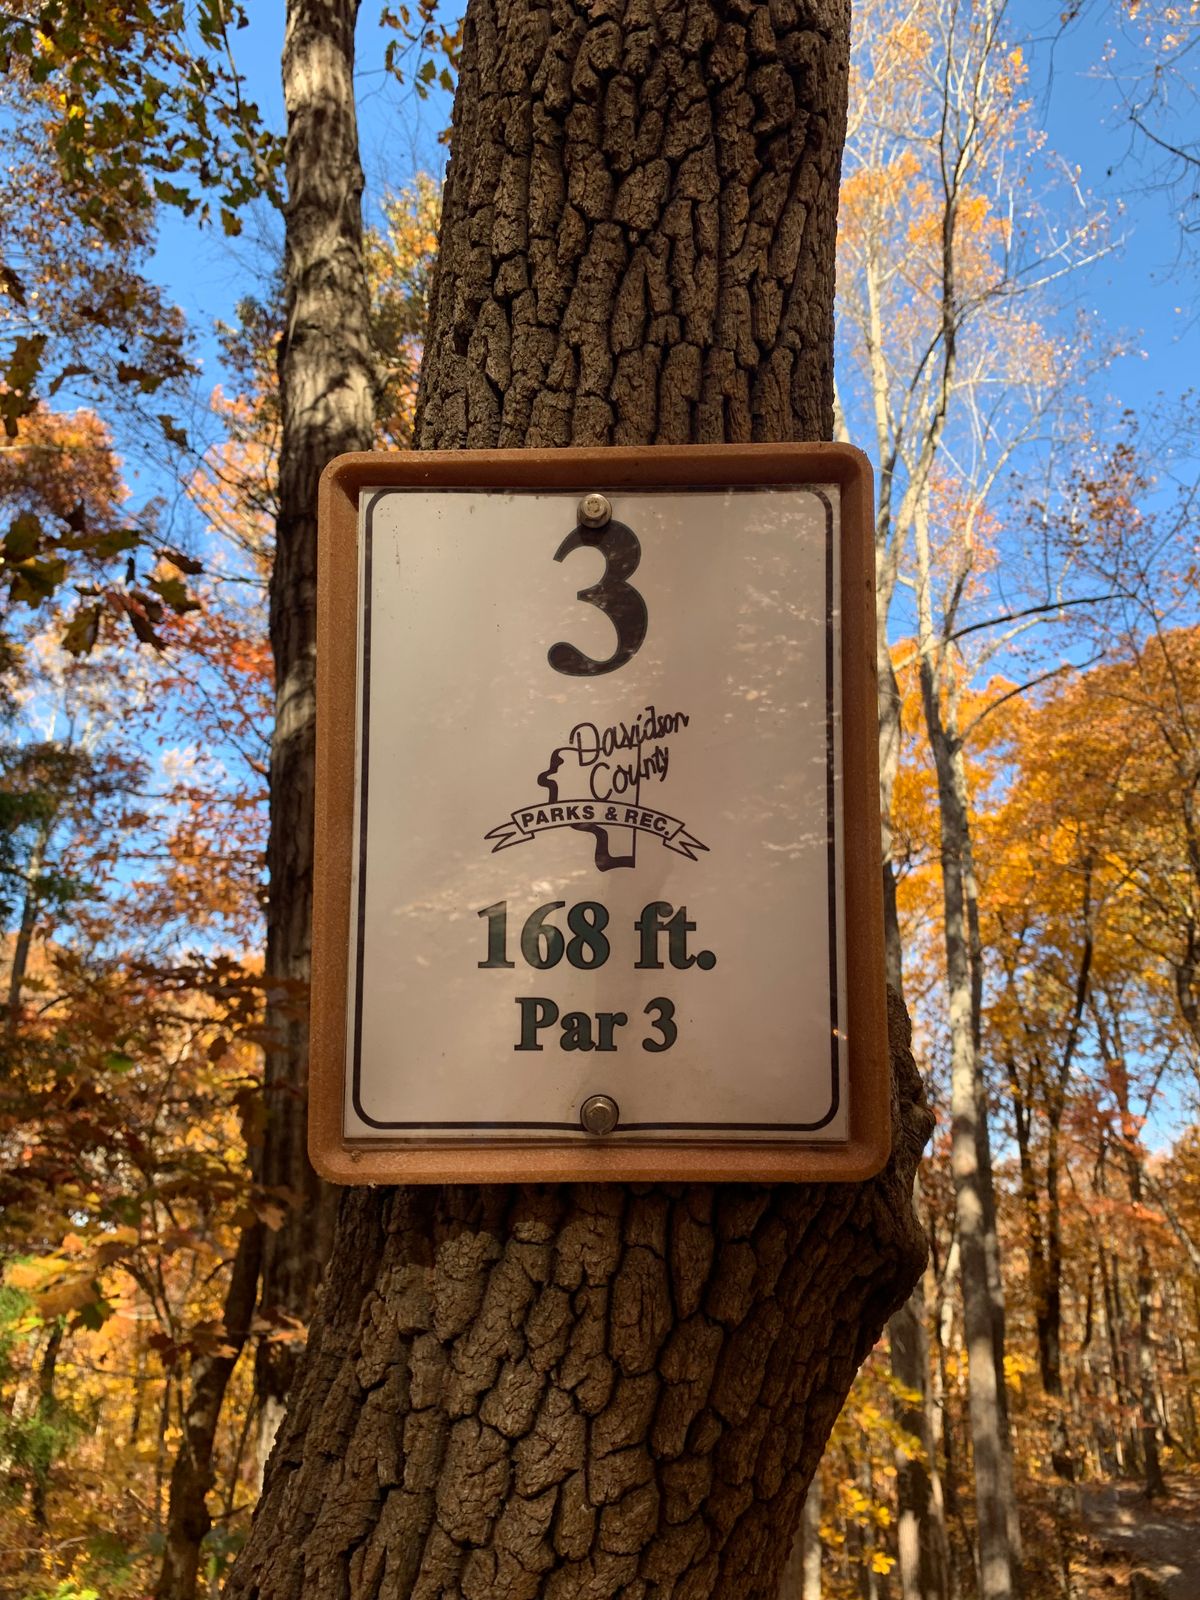 3
Davidson
County
PARKS & REC.
168 ft.
Par 3